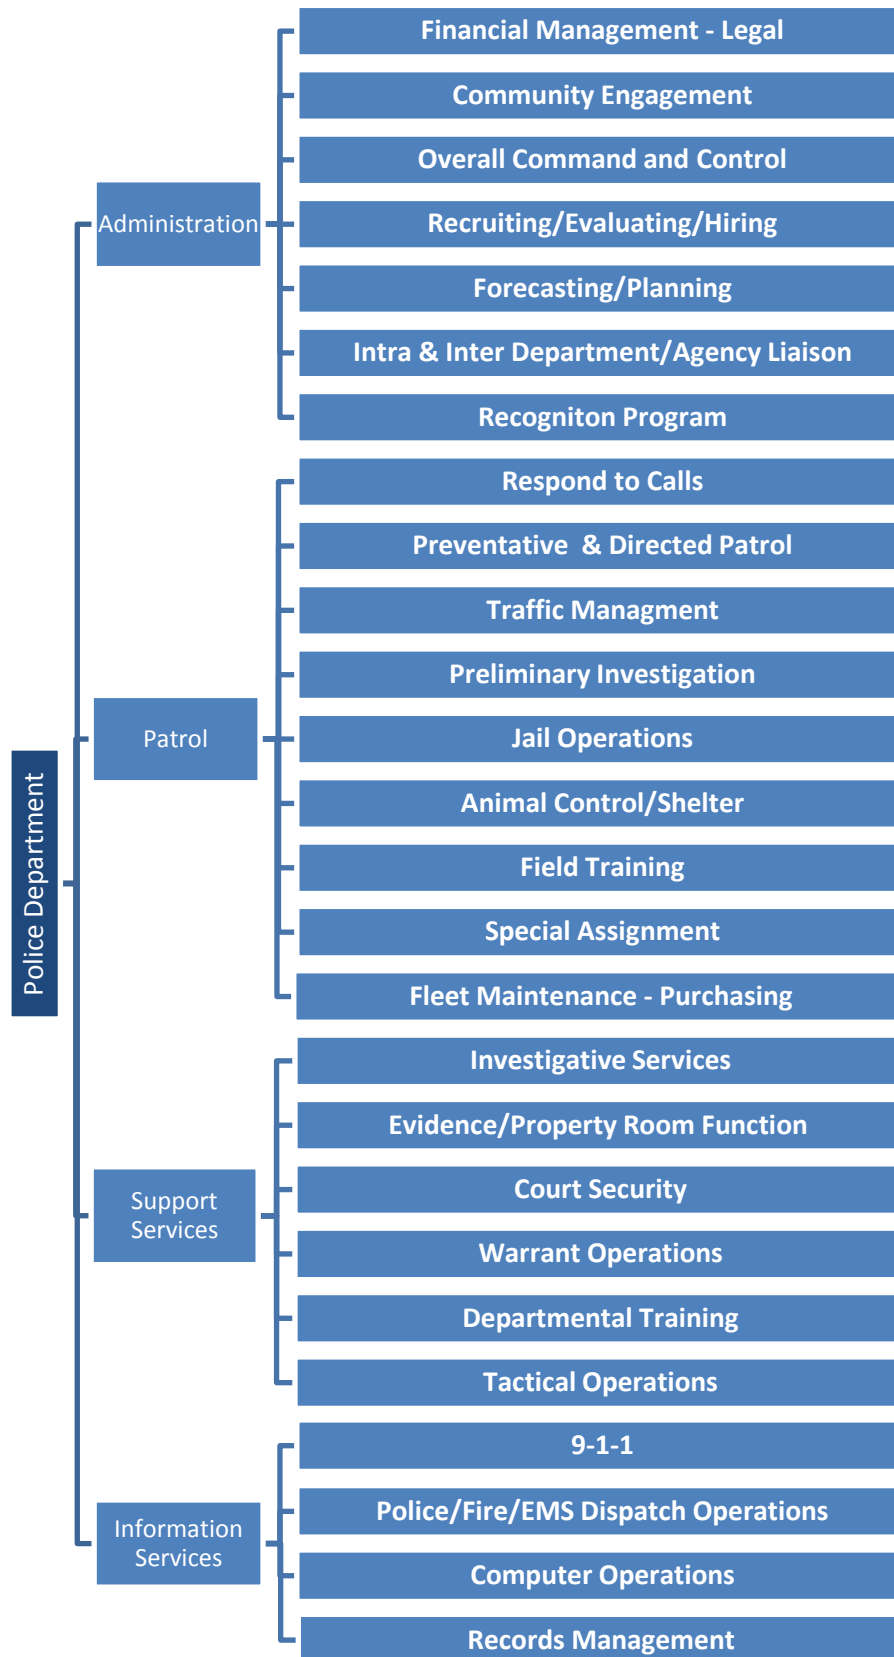 Police Department
Administration
Financial Management - Legal
Community Engagement
Overall Command and Control
Recruiting/Evaluating/Hiring
Forecasting/Planning
Intra & Inter Department/Agency Liaison
Recogniton Program
Patrol
Respond to Calls
Preventative & Directed Patrol
Traffic Managment
Preliminary Investigation
Jail Operations
Animal Control/Shelter
Field Training
Special Assignment
Fleet Maintenance - Purchasing
Support
Services
Investigative Services
Evidence/Property Room Function
Court Security
Warrant Operations
Departmental Training
Tactical Operations
Information
Services
9-1-1
Police/Fire/EMS Dispatch Operations
Computer Operations
Records Management